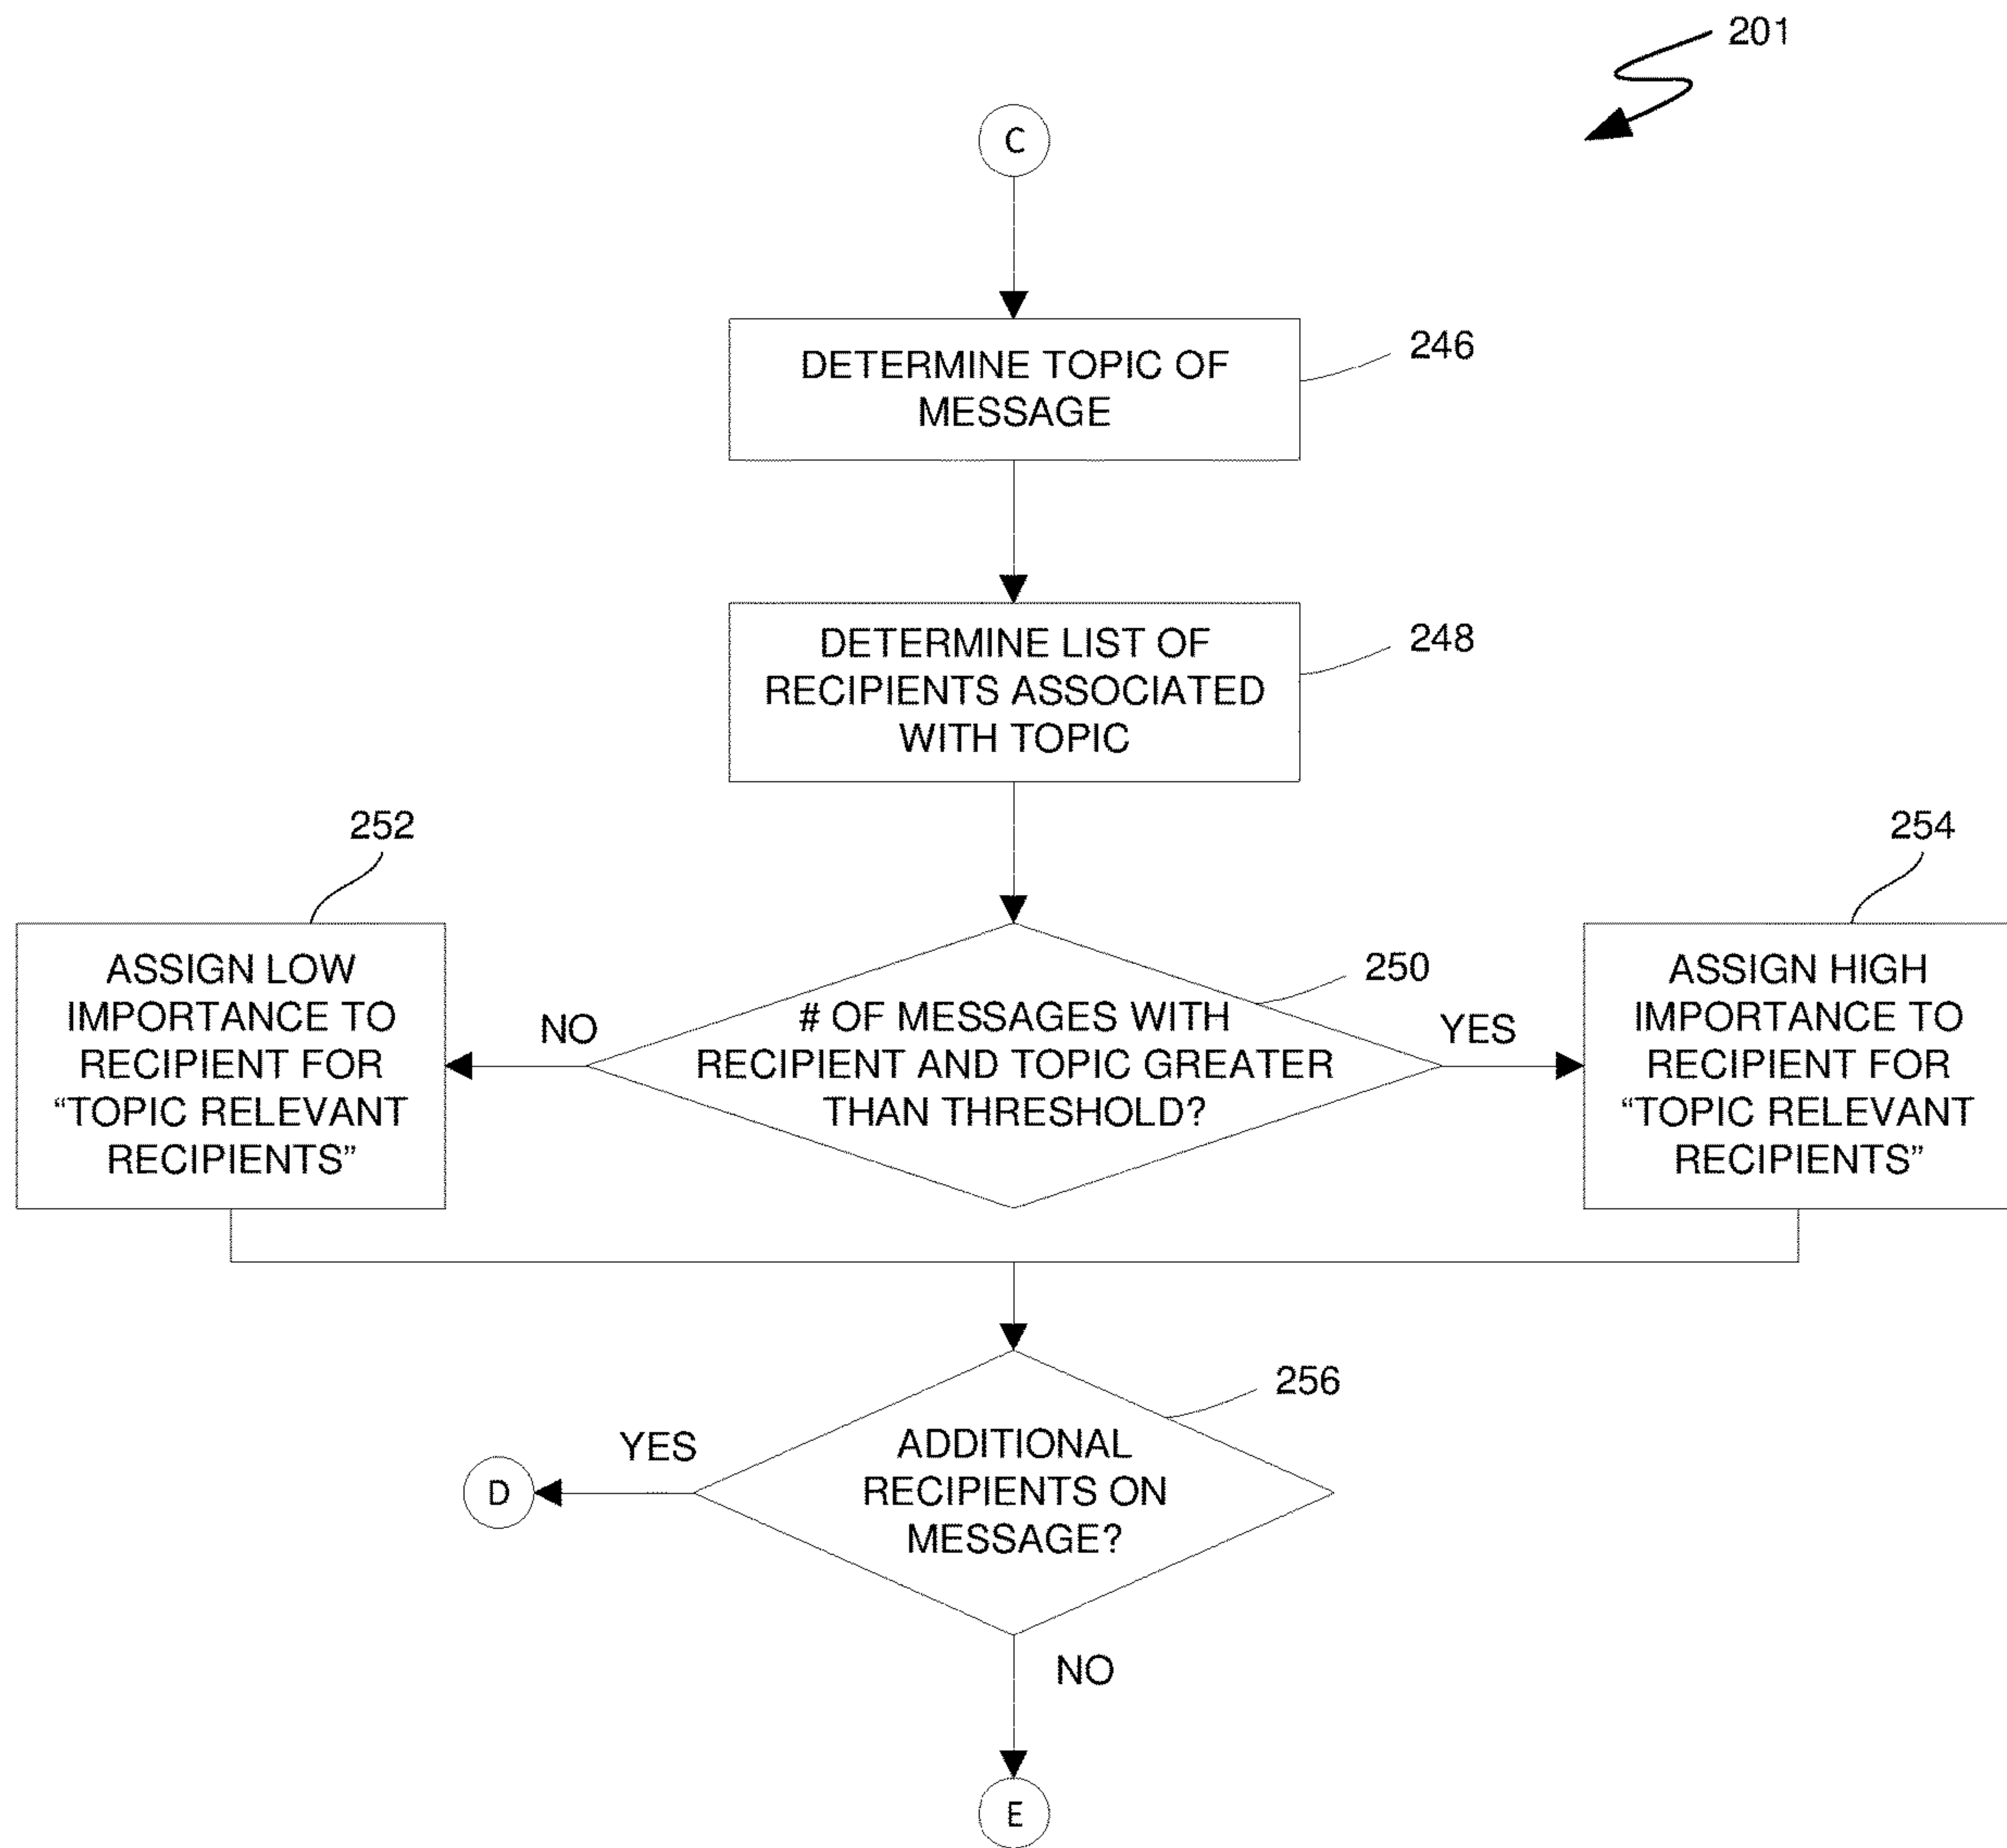 201
C
DETERMINE TOPIC OF
MESSAGE
246
DETERMINE LIST OF
RECIPIENTS ASSOCIATED
WITH TOPIC
248
252
ASSIGN LOW
IMPORTANCE TO
RECIPIENT FOR
“TOPIC RELEVANT
RECIPIENTS”
NO
# OF MESSAGES WITH
RECIPIENT AND TOPIC GREATER
THAN THRESHOLD?
250
YES
254
ASSIGN HIGH
IMPORTANCE TO
RECIPIENT FOR
“TOPIC RELEVANT
RECIPIENTS”
256
ADDITIONAL
RECIPIENTS ON
MESSAGE?
YES
D
NO
E